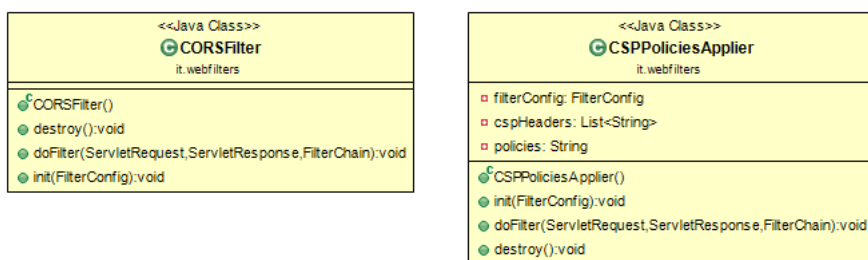 <<Java Class>>
CORSFilter
it.webfilters
CORSFilter()
destroy():void
doFilter(ServletRequest,ServletResponse,FilterChain):void
init(FilterConfig):void
<<Java Class>>
CSPPoliciesApplier
it.webfilters
filterConfig: FilterConfig
cspHeaders: List<String>
policies: String
CSPPoliciesApplier()
init(FilterConfig):void
doFilter(ServletRequest,ServletResponse,FilterChain):void
destroy():void